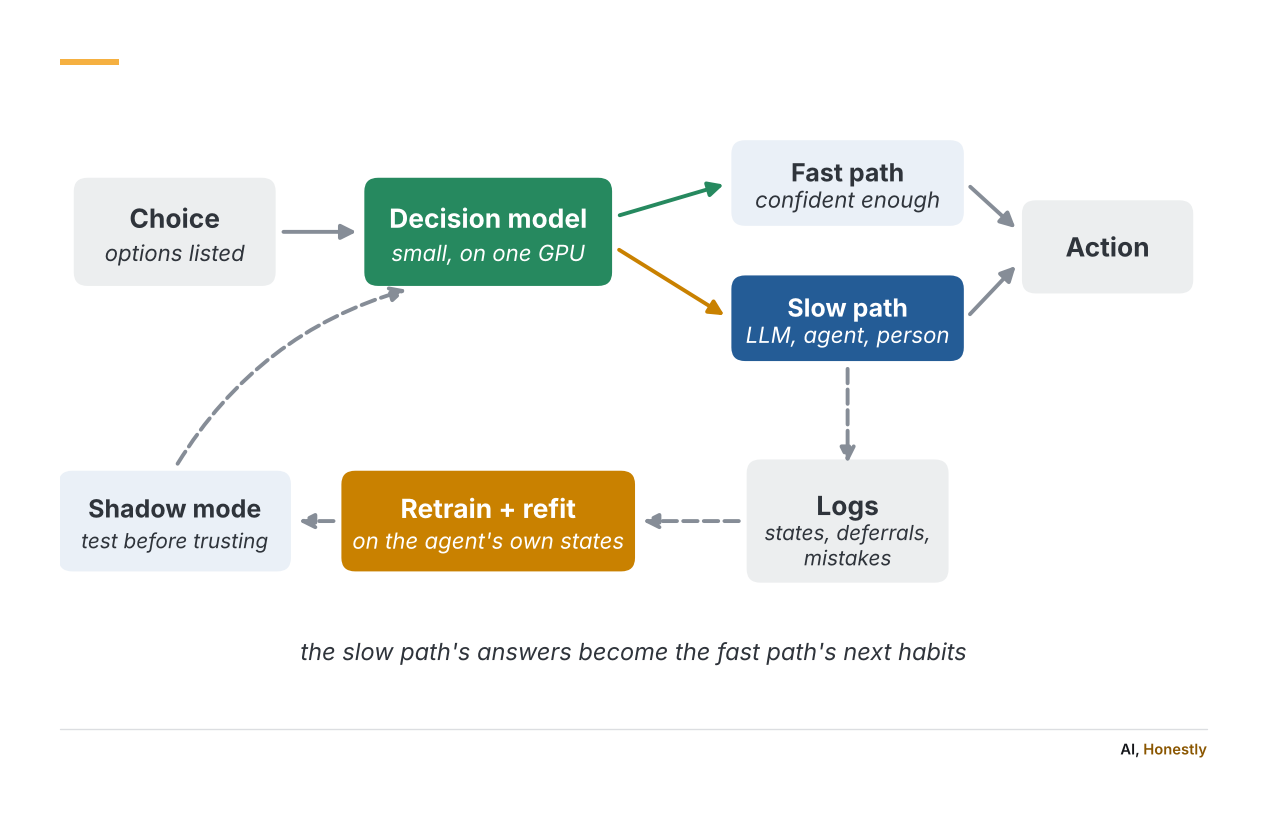 Choice
options listed
Decision model
small, on one GPU
Fast path
confident enough
Slow path
LLM, agent, person
Action
Shadow mode
test before trusting
Retrain + refit
on the agent's own states
Logs
states, deferrals,
mistakes
the slow path's answers become the fast path's next habits
AI, Honestly